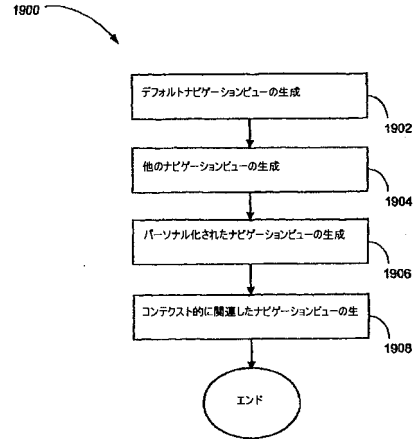 1900
デフォルトナビゲーションビューの生成
1902
他のナビゲーションビューの生成
1904
パーソナル化されたナビゲーションビューの生成
1906
コンテクスト的に関連したナビゲーションビューの生
1908
エンド